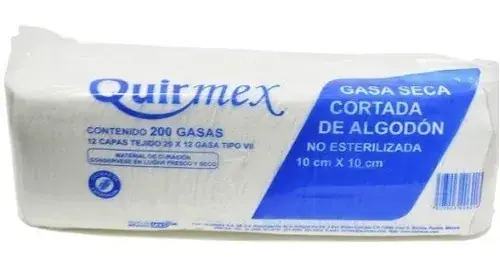 Quirmex
CONTENIDO 200 GASAS
12 CAPAS TEJIDO 20 X 12 GASA TIPO VII
MATERIAL DE CURACIÓN
CONSÉRVESE EN LUGAR FRESCO Y SECO
GASA SECA
CORTADA
DE ALGODÓN
NO ESTERILIZADA
10 cm X 10 cm